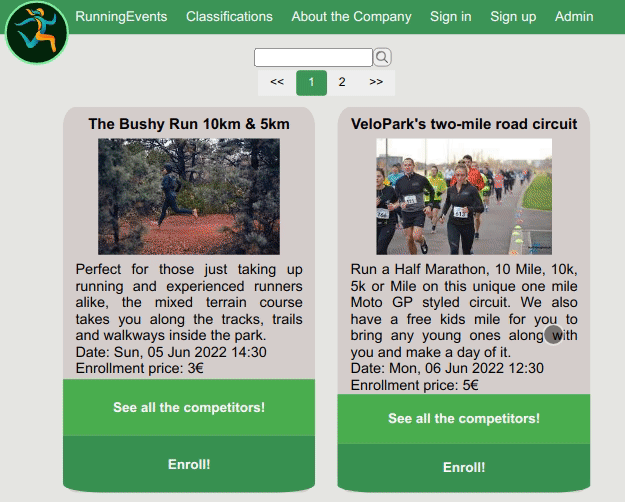 RunningEvents Classifications About the Company Sign in Sign up Admin
<< 1 2 >>
The Bushy Run 10km & 5km
Perfect for those just taking up
running and experienced runners
alike, the mixed terrain course
takes you along the tracks, trails
and walkways inside the park.
Date: Sun, 05 Jun 2022 14:30
Enrollment price: 3€
See all the competitors!
Enroll!
VeloPark's two-mile road circuit
613
Run a Half Marathon, 10 Mile, 10k,
5k or Mile on this unique one mile
Moto GP styled circuit. We also
have a free kids mile for you to
bring any young ones along with
you and make a day of it.
Date: Mon, 06 Jun 2022 12:30
Enrollment price: 5€
See all the competitors!
Enroll!